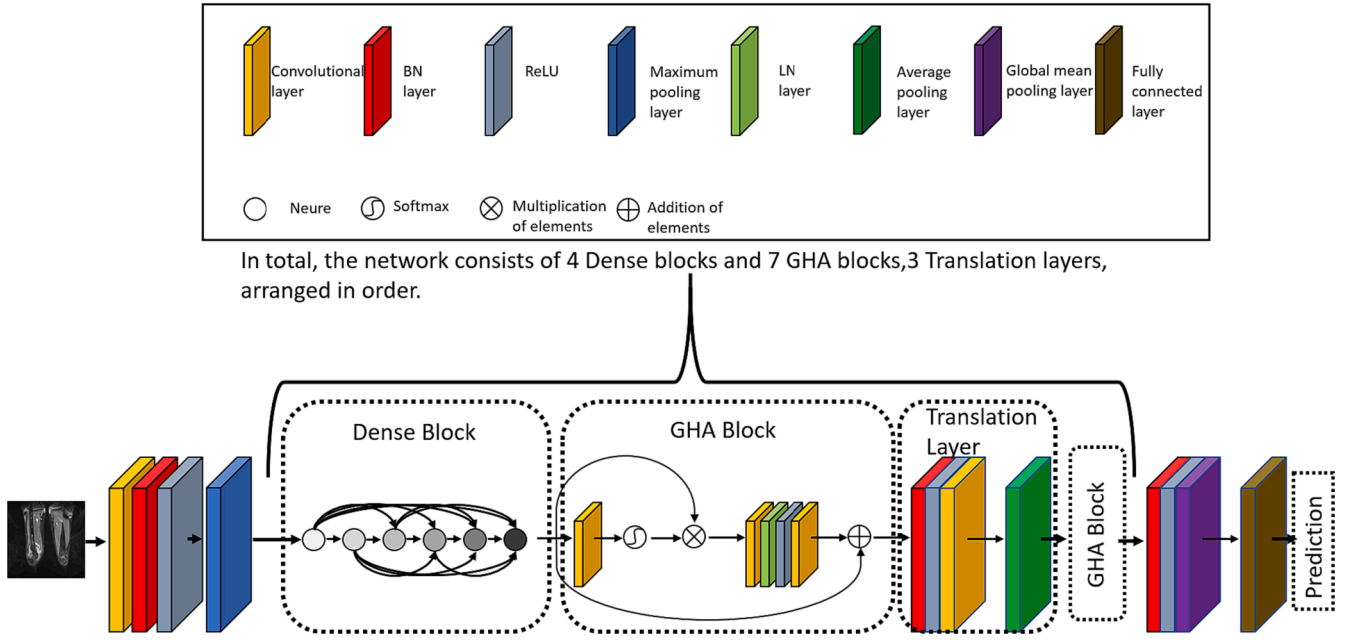 Convolutional
layer
BN
layer
ReLU
Maximum
pooling
layer
LN
layer
Average
pooling
layer
Global mean
pooling layer
Fully
connected
layer
Neure
Softmax
Multiplication
of elements
Addition of
elements
In total, the network consists of 4 Dense blocks and 7 GHA blocks,3 Translation layers,
arranged in order.
Dense Block
GHA Block
Translation
Layer
GHA Block
Prediction